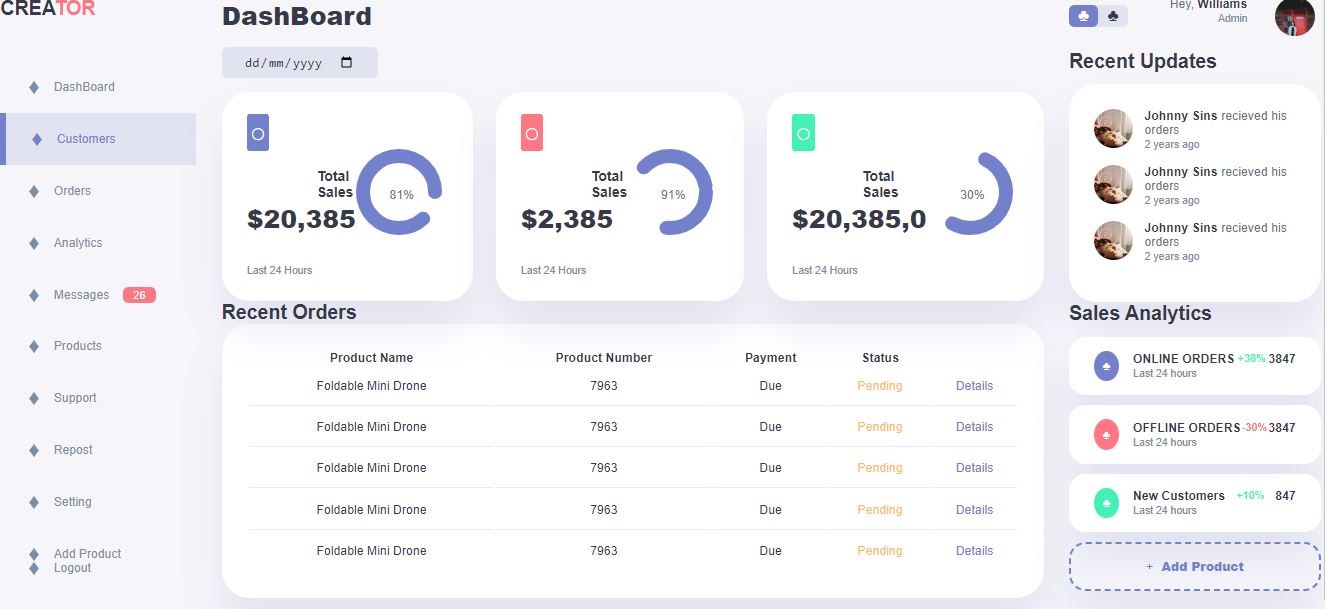 CREATOR
DashBoard
Customers
Orders
Analytics
Messages 26
Products
Support
Repost
Setting
Add Product
Logout
DashBoard
dd/mm/yyyy
Total
Sales
$20,385
81%
Last 24 Hours
Total
Sales
$2,385
91%
Last 24 Hours
Total
Sales
$20,385,0
30%
Last 24 Hours
Recent Orders
Product Name Product Number Payment Status
Foldable Mini Drone 7963 Due Pending Details
Foldable Mini Drone 7963 Due Pending Details
Foldable Mini Drone 7963 Due Pending Details
Foldable Mini Drone 7963 Due Pending Details
Foldable Mini Drone 7963 Due Pending Details
Hey, Williams
Admin
Recent Updates
Johnny Sins recieved his
orders
2 years ago
Johnny Sins recieved his
orders
2 years ago
Johnny Sins recieved his
orders
2 years ago
Sales Analytics
ONLINE ORDERS +38% 3847
Last 24 hours
OFFLINE ORDERS -30% 3847
Last 24 hours
New Customers +10% 847
Last 24 hours
+ Add Product